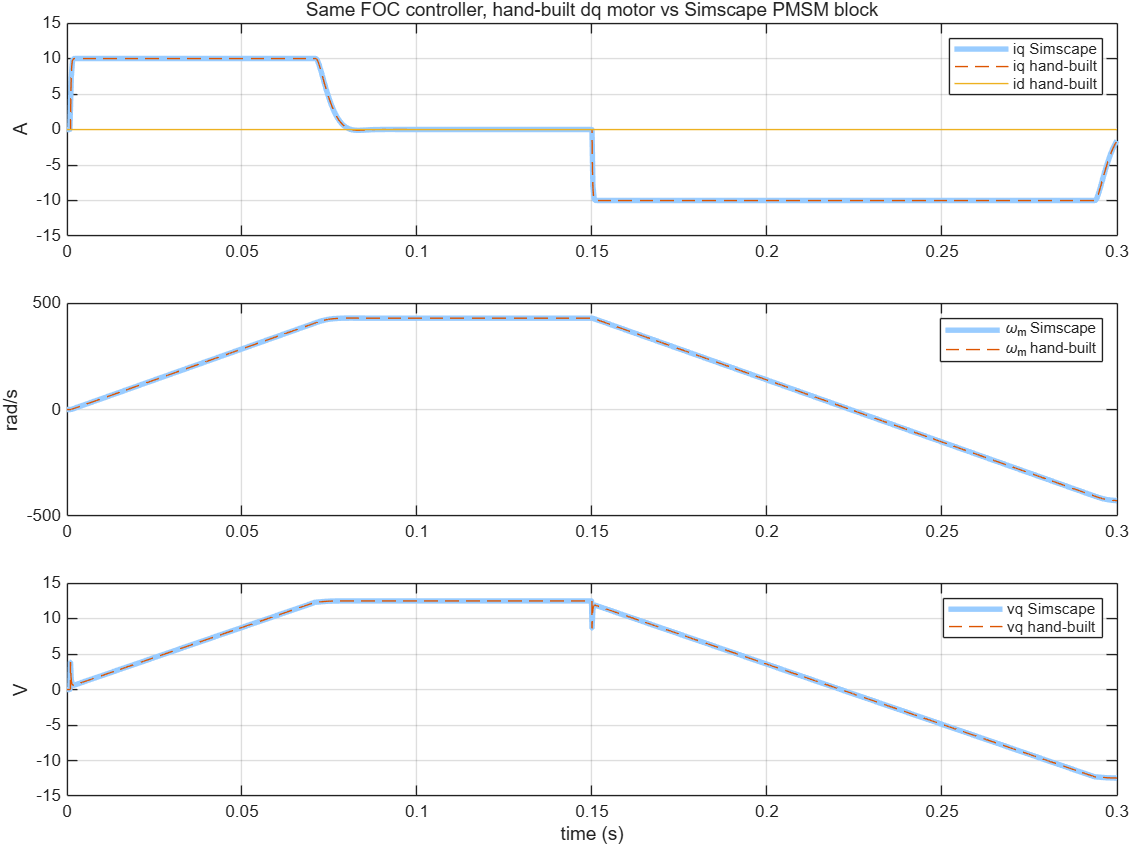 Same FOC controller, hand-built dq motor vs Simscape PMSM block
15
10
5
0
-5
-10
-15
A
iq Simscape
iq hand-built
id hand-built
0 0.05 0.1 0.15 0.2 0.25 0.3
500
0
-500
rad/s
ωm Simscape
ωm hand-built
0 0.05 0.1 0.15 0.2 0.25 0.3
15
10
5
0
-5
-10
-15
V
vq Simscape
vq hand-built
0 0.05 0.1 0.15 0.2 0.25 0.3
time (s)